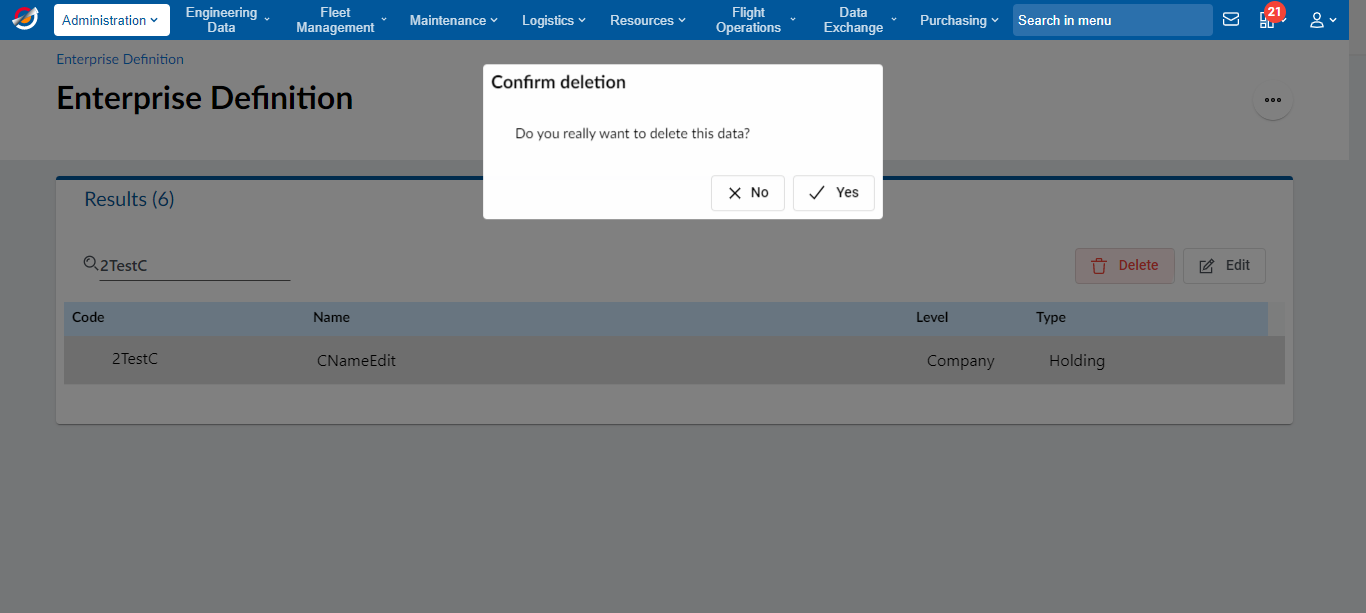 Administration
Engineering
Data
Fleet
Management
Maintenance
Logistics
Resources
Flight
Operations
Data
Exchange
Purchasing
Search in menu
21
Enterprise Definition
Enterprise Definition
Confirm deletion
Do you really want to delete this data?
No
Yes
Results (6)
2TestC
Delete
Edit
Code Name Level Type
2TestC CNameEdit Company Holding